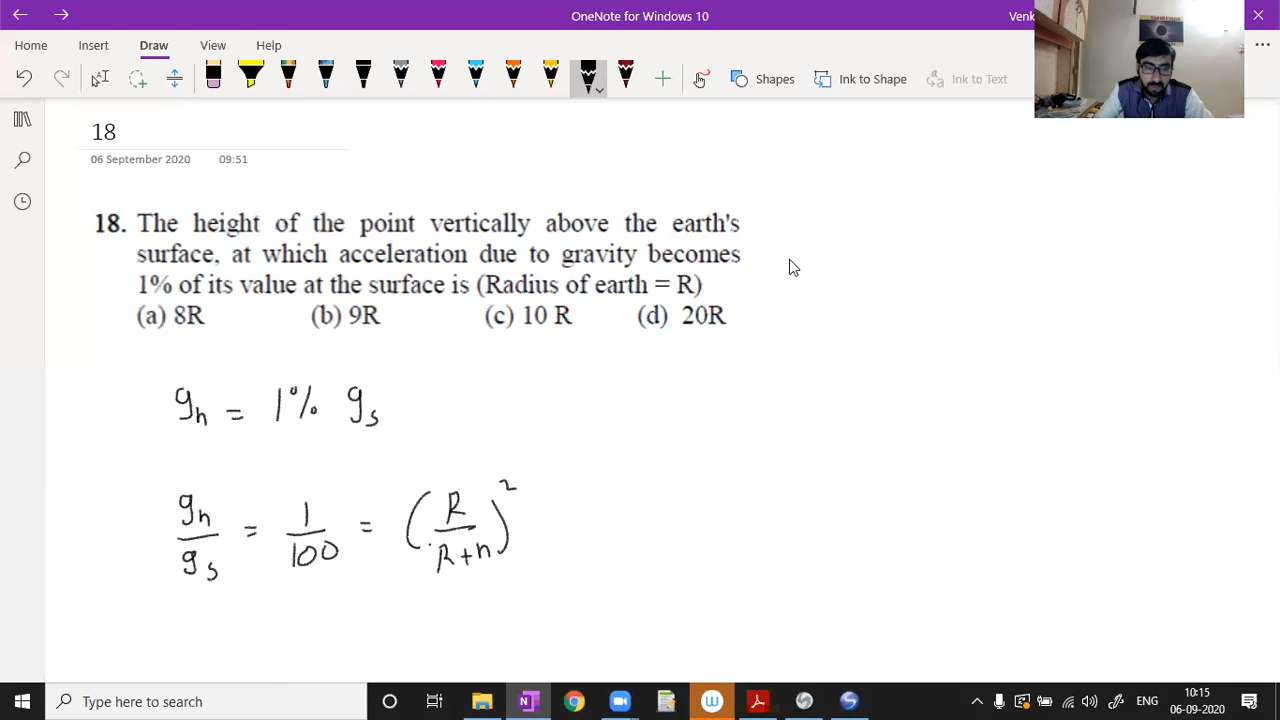 OneNote for Windows 10
Venk
Home Insert Draw View Help
Shapes Ink to Shape Ink to Text
18
06 September 2020 09:51
18. The height of the point vertically above the earth's
surface, at which acceleration due to gravity becomes
1% of its value at the surface is (Radius of earth = R)
(a) 8R (b) 9R (c) 10 R (d) 20R
gh = 1% gs
gh/gs = 1/100 = (R/R+h)²
Type here to search
ENG
10:15
06-09-2020